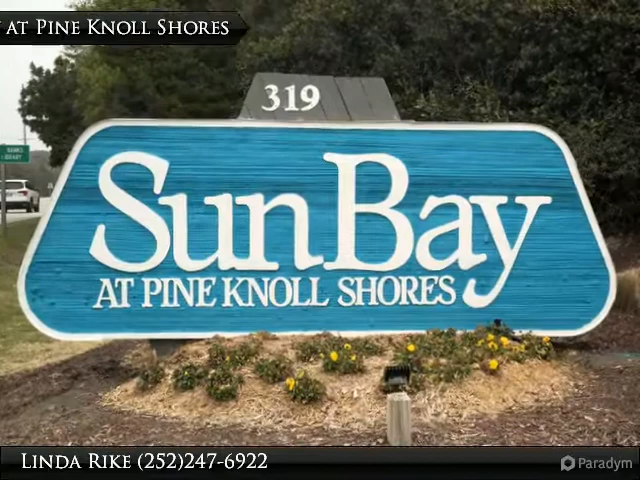 AT PINE KNOLL SHORES
319
SunBay
AT PINE KNOLL SHORES
LINDA RIKE (252)247-6922
Paradym